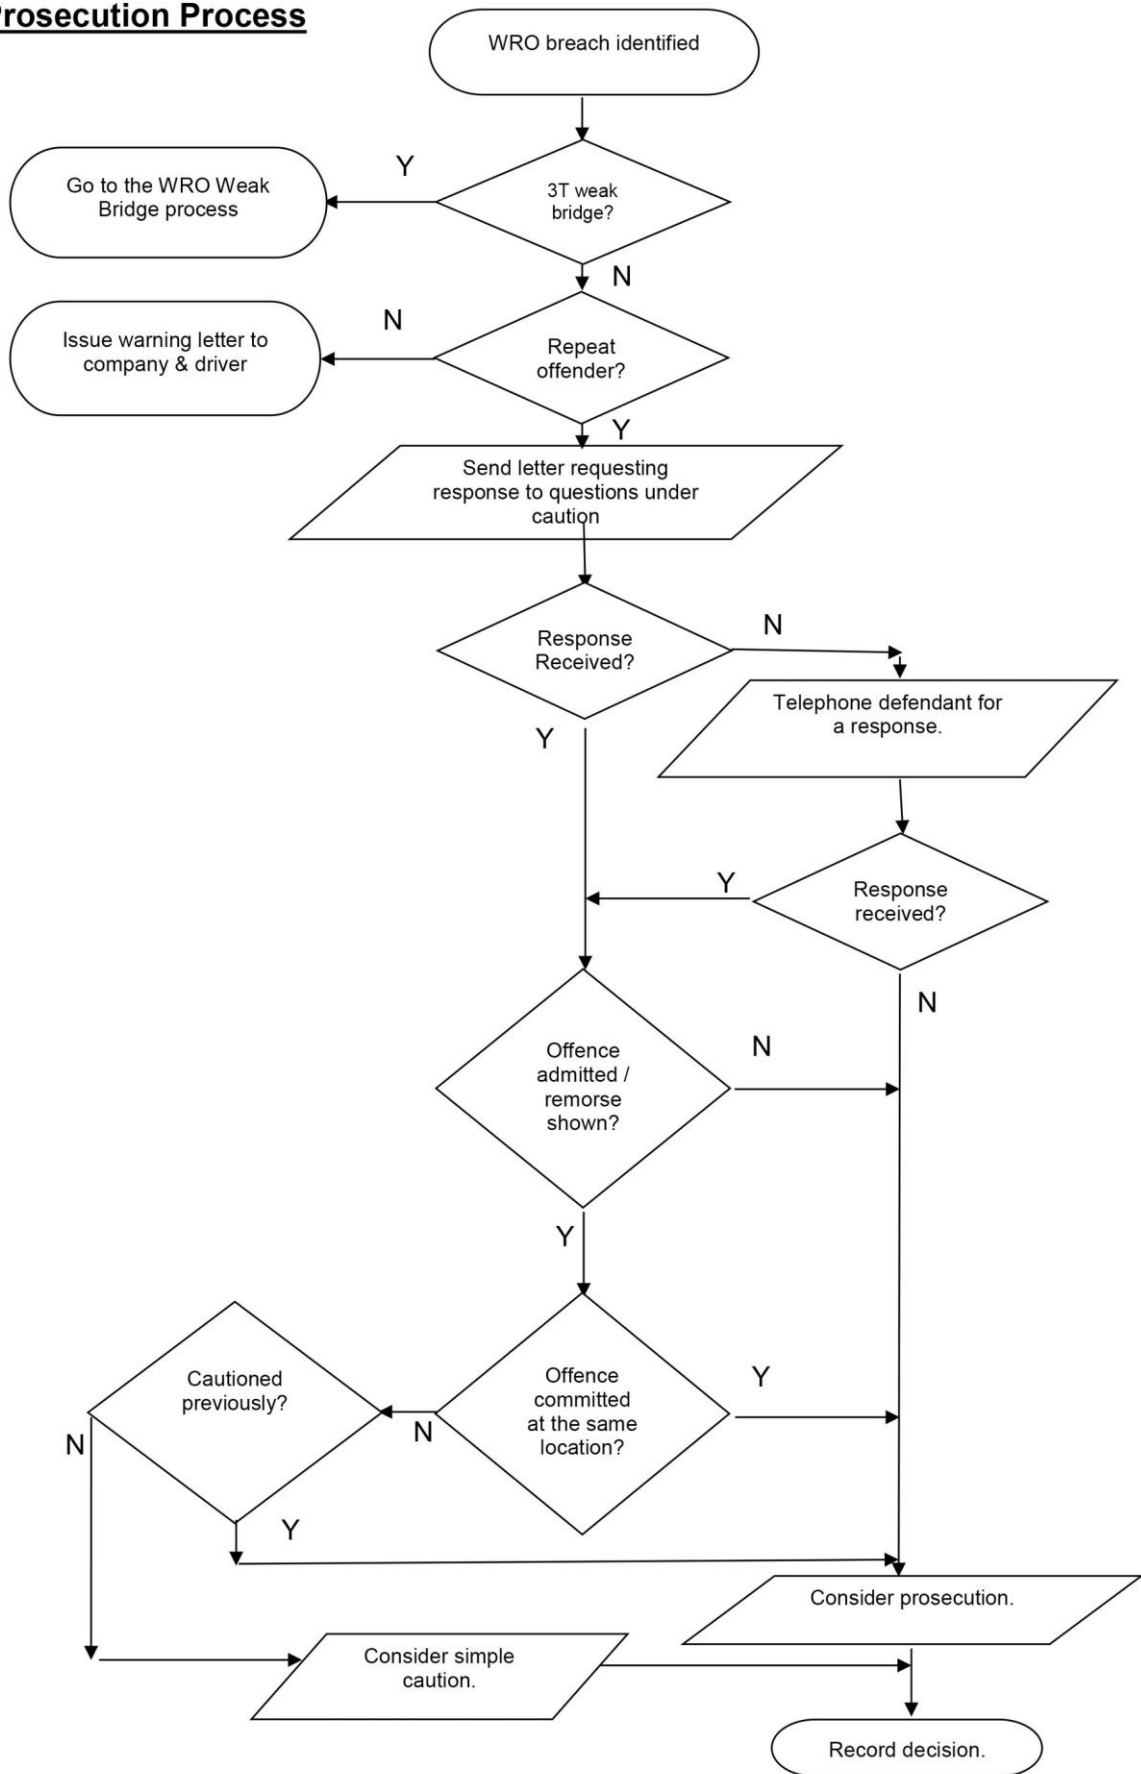 Prosecution Process
WRO breach identified
Y
3T weak
bridge?
Go to the WRO Weak
Bridge process
N
N
Repeat
offender?
Issue warning letter to
company & driver
Y
Send letter requesting
response to questions under
caution
Response
Received?
N
Telephone defendant for
a response.
Y
Y
Response
received?
N
Offence
admitted /
remorse
shown?
N
Y
Cautioned
previously?
Offence
committed
at the same
location?
Y
N
N
Y
Consider prosecution.
Consider simple
caution.
Record decision.